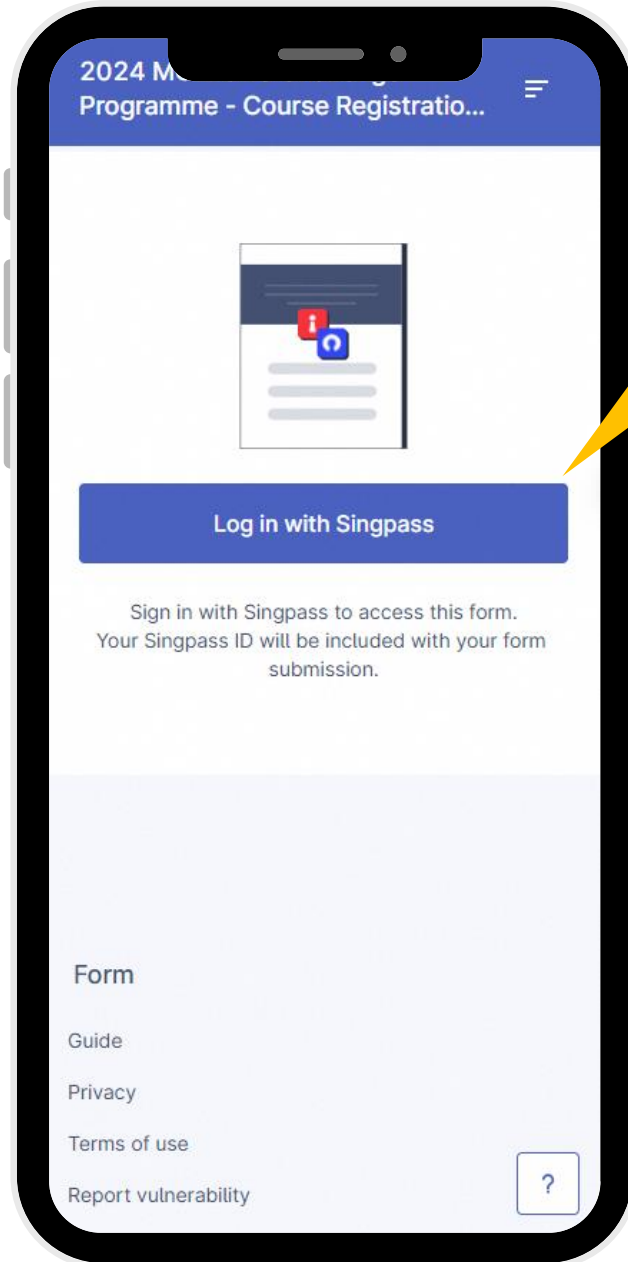 2024
Programme - Course Registratio...
Log in with Singpass
Sign in with Singpass to access this form.
Your Singpass ID will be included with your form
submission.
Form
Guide
Privacy
Terms of use
Report vulnerability
?